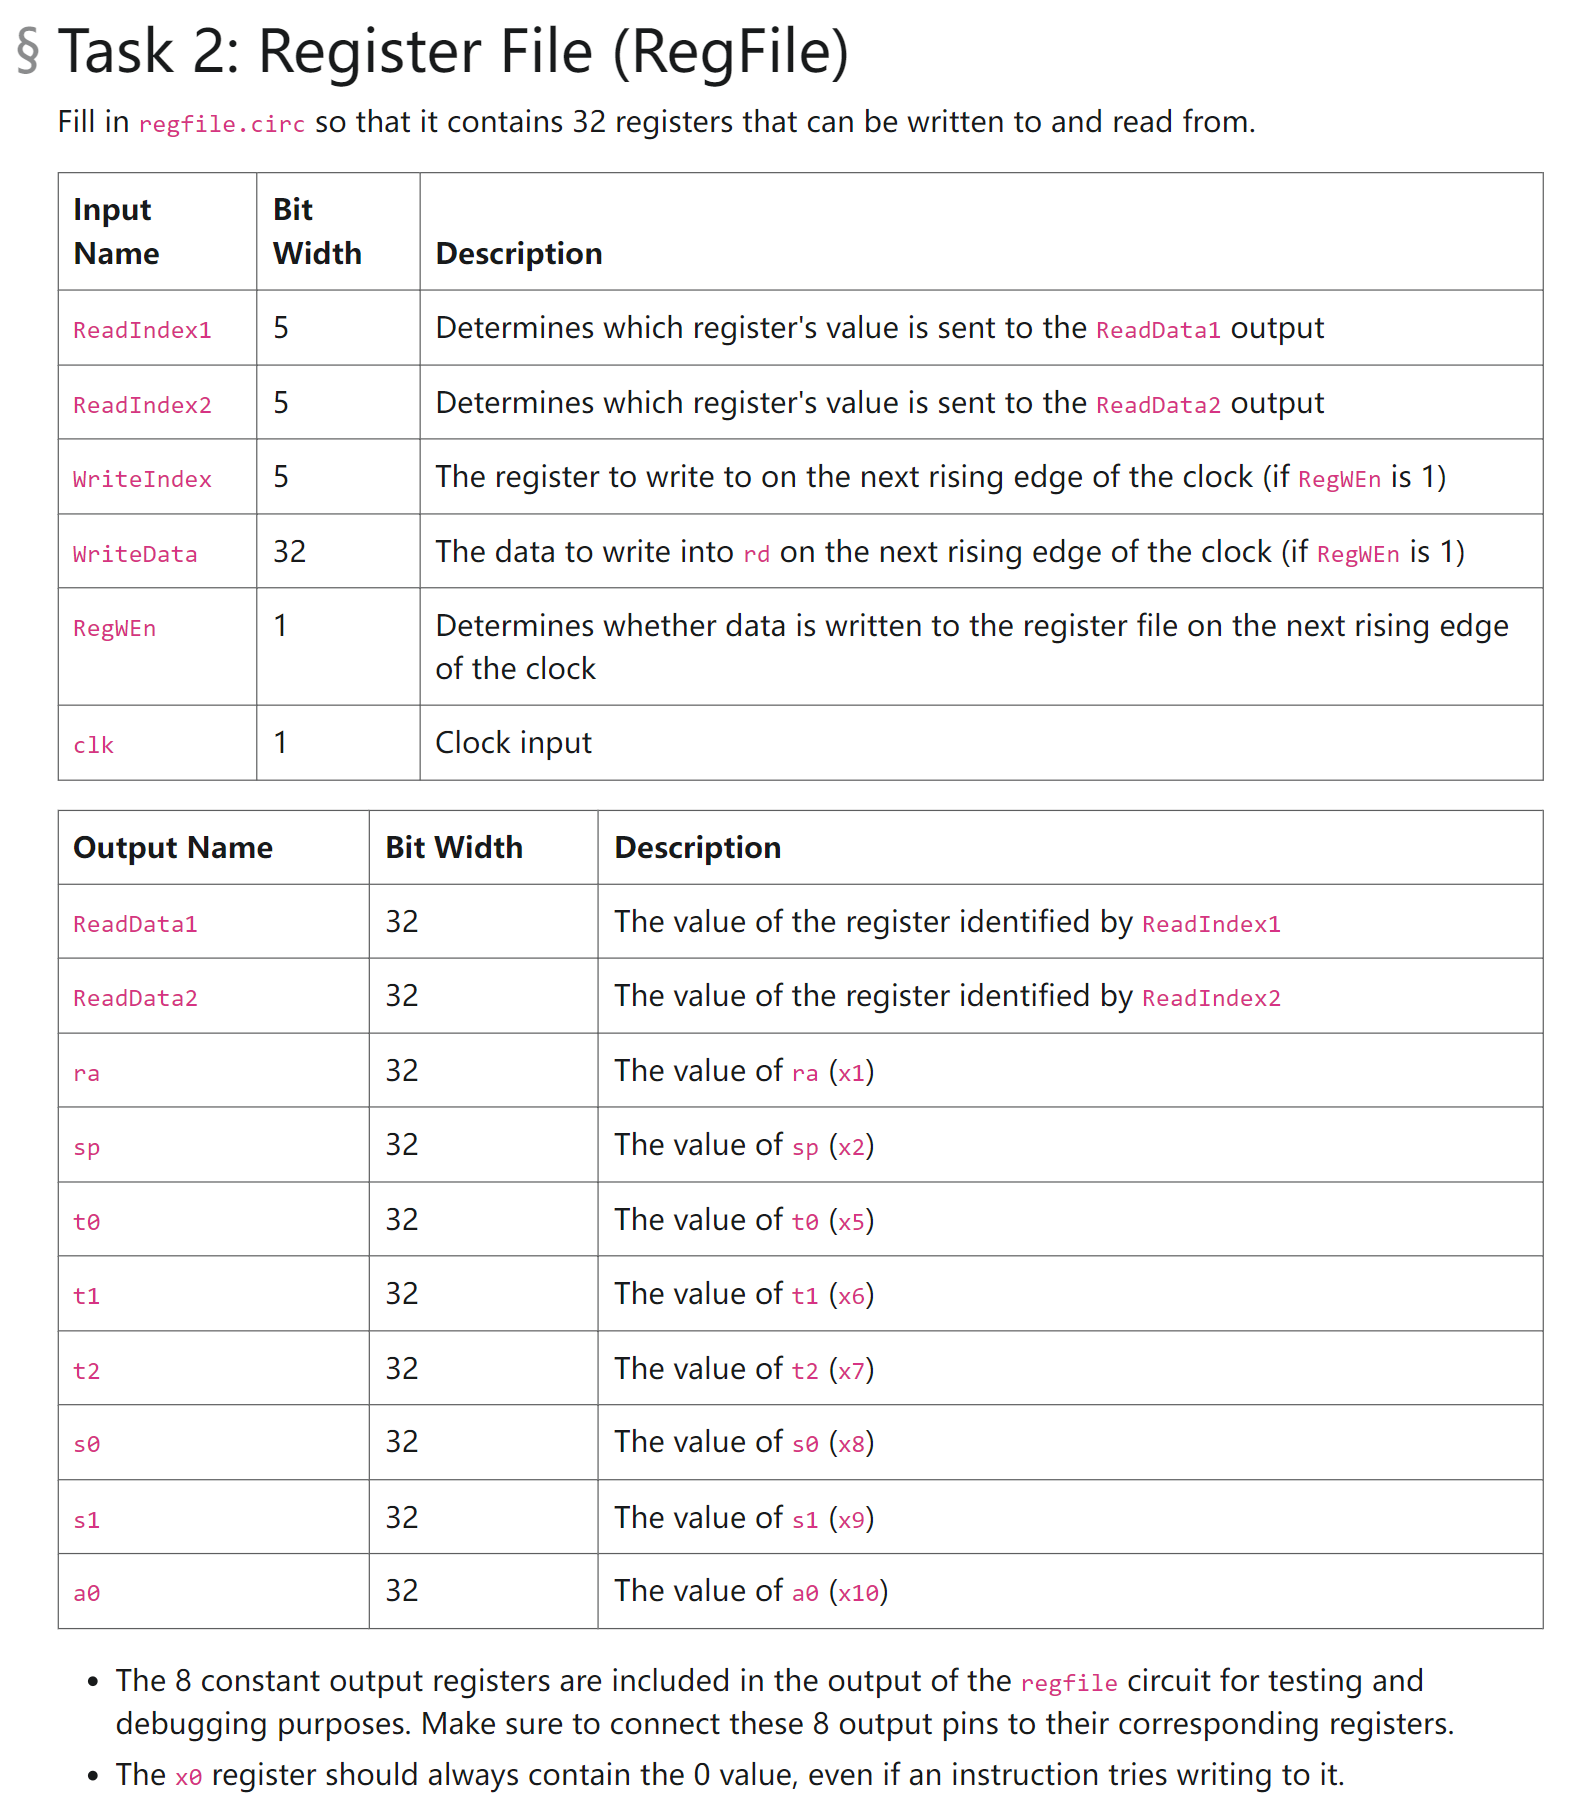 § Task 2: Register File (RegFile)
Fill in regfile.circ so that it contains 32 registers that can be written to and read from.
Input Name | Bit Width | Description
ReadIndex1 | 5 | Determines which register's value is sent to the ReadData1 output
ReadIndex2 | 5 | Determines which register's value is sent to the ReadData2 output
WriteIndex | 5 | The register to write to on the next rising edge of the clock (if RegWEn is 1)
WriteData | 32 | The data to write into rd on the next rising edge of the clock (if RegWEn is 1)
RegWEn | 1 | Determines whether data is written to the register file on the next rising edge
of the clock
clk | 1 | Clock input
Output Name | Bit Width | Description
ReadData1 | 32 | The value of the register identified by ReadIndex1
ReadData2 | 32 | The value of the register identified by ReadIndex2
ra | 32 | The value of ra (x1)
sp | 32 | The value of sp (x2)
t0 | 32 | The value of t0 (x5)
t1 | 32 | The value of t1 (x6)
t2 | 32 | The value of t2 (x7)
s0 | 32 | The value of s0 (x8)
s1 | 32 | The value of s1 (x9)
a0 | 32 | The value of a0 (x10)
• The 8 constant output registers are included in the output of the regfile circuit for testing and
debugging purposes. Make sure to connect these 8 output pins to their corresponding registers.
• The x0 register should always contain the 0 value, even if an instruction tries writing to it.